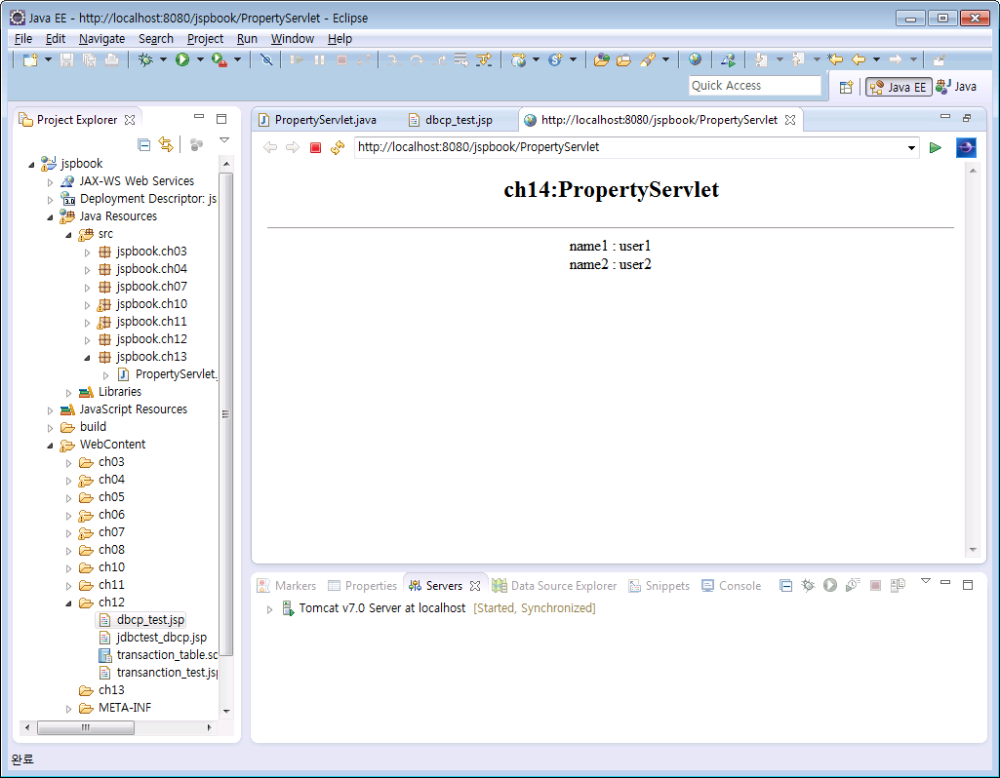 Java EE - http://localhost:8080/jspbook/PropertyServlet - Eclipse
File Edit Navigate Search Project Run Window Help
Quick Access
Java EE
Java
Project Explorer
jspbook
JAX-WS Web Services
Deployment Descriptor: js
Java Resources
src
jspbook.ch03
jspbook.ch04
jspbook.ch07
jspbook.ch10
jspbook.ch11
jspbook.ch12
jspbook.ch13
PropertyServlet.
Libraries
JavaScript Resources
build
WebContent
ch03
ch04
ch05
ch06
ch07
ch08
ch10
ch11
ch12
dbcp_test.jsp
jdbctest_dbcp.jsp
transaction_table.sc
transanction_test.jsp
ch13
META-INF
PropertyServlet.java
dbcp_test.jsp
http://localhost:8080/jspbook/PropertyServlet
http://localhost:8080/jspbook/PropertyServlet
ch14:PropertyServlet
name1 : user1
name2 : user2
Markers Properties Servers Data Source Explorer Snippets Console
Tomcat v7.0 Server at localhost [Started, Synchronized]
완료